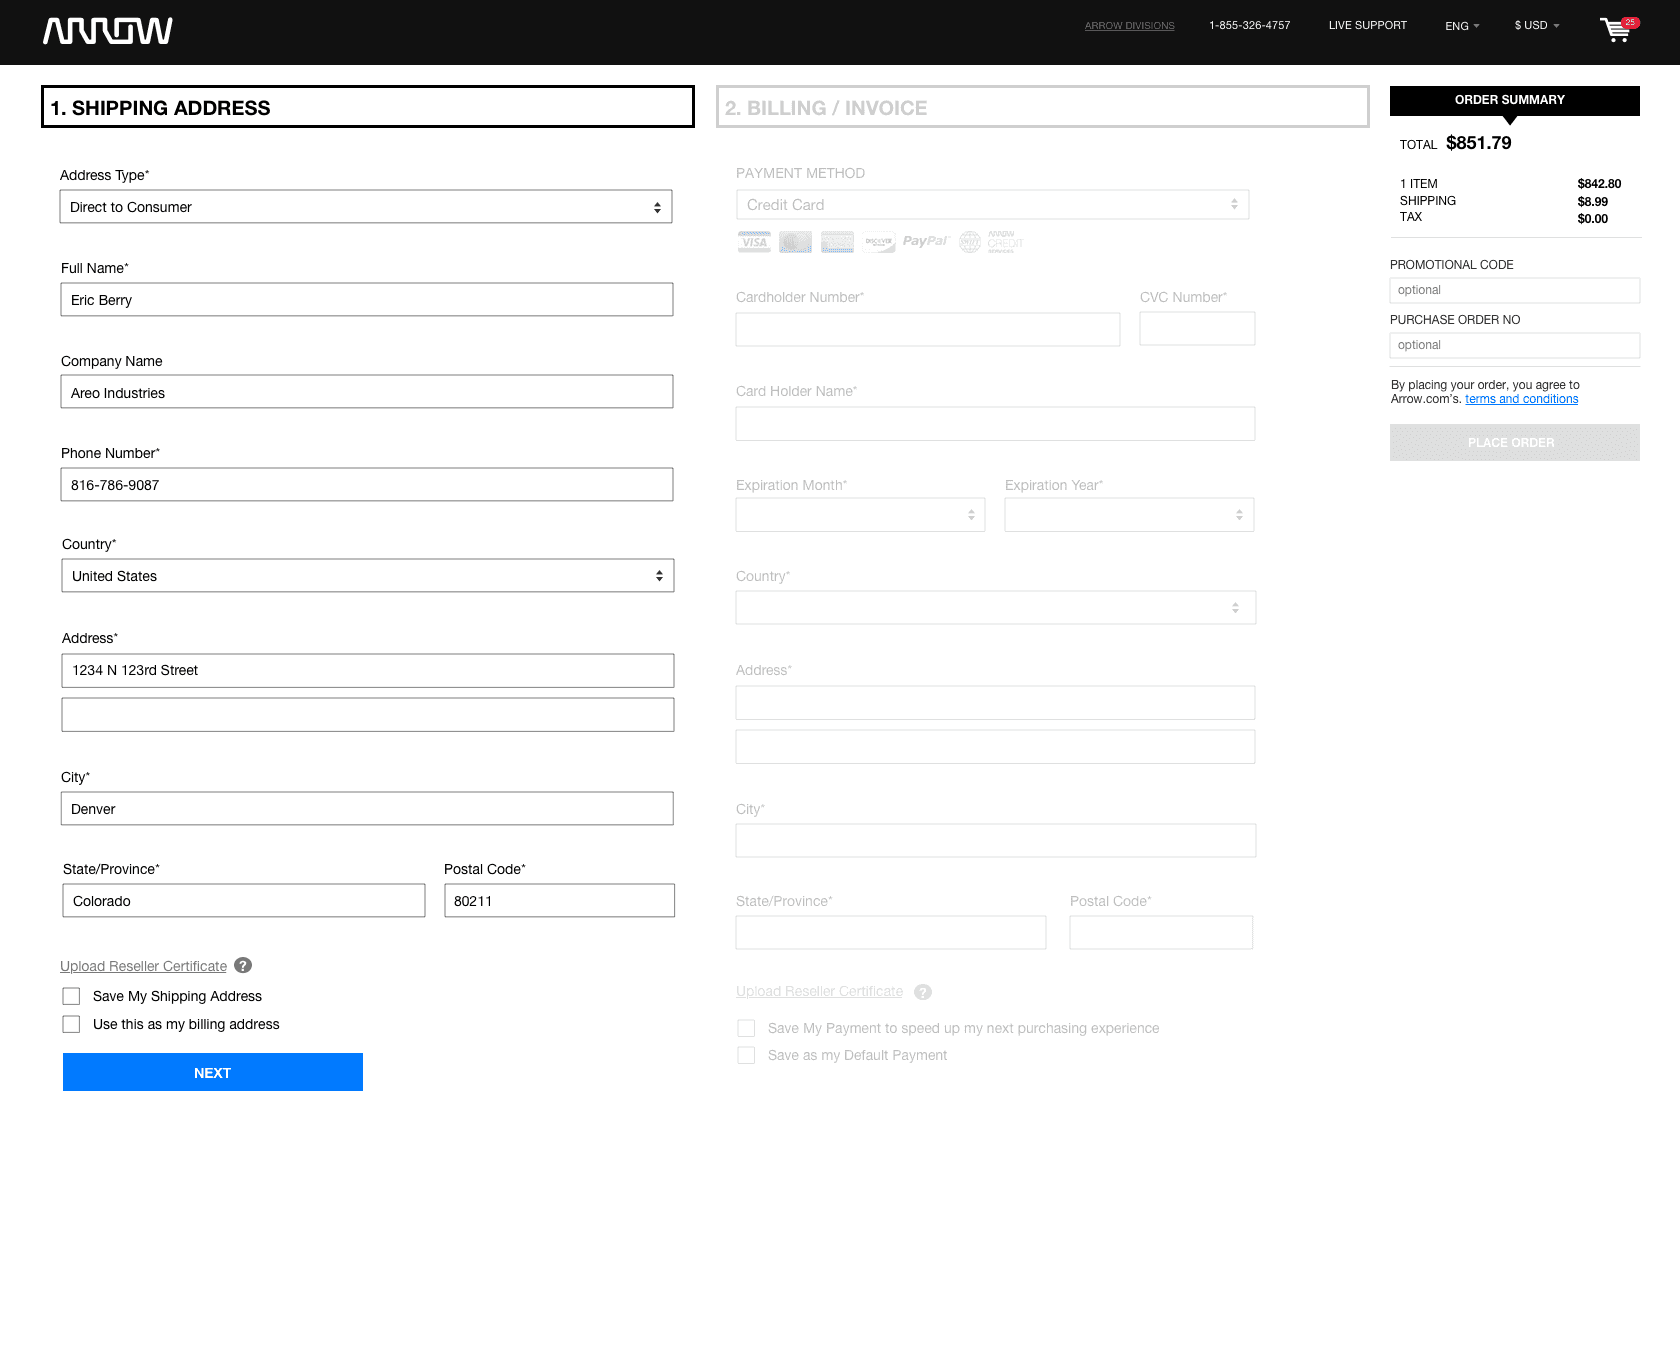 ARROW
ARROW DIVISIONS
1-855-326-4757
LIVE SUPPORT
ENG
$ USD
25
1. SHIPPING ADDRESS
Address Type*
Direct to Consumer
Full Name*
Eric Berry
Company Name
Areo Industries
Phone Number*
816-786-9087
Country*
United States
Address*
1234 N 123rd Street
City*
Denver
State/Province* Postal Code*
Colorado 80211
Upload Reseller Certificate ?
Save My Shipping Address
Use this as my billing address
NEXT
2. BILLING / INVOICE
PAYMENT METHOD
Credit Card
VISA DISCOVER PayPal ARROW
CREDIT
Cardholder Number* CVC Number*
Card Holder Name*
Expiration Month* Expiration Year*
Country*
Address*
City*
State/Province* Postal Code*
Upload Reseller Certificate ?
Save My Payment to speed up my next purchasing experience
Save as my Default Payment
ORDER SUMMARY
TOTAL $851.79
1 ITEM $842.80
SHIPPING $8.99
TAX $0.00
PROMOTIONAL CODE
optional
PURCHASE ORDER NO
optional
By placing your order, you agree to
Arrow.com's. terms and conditions
PLACE ORDER